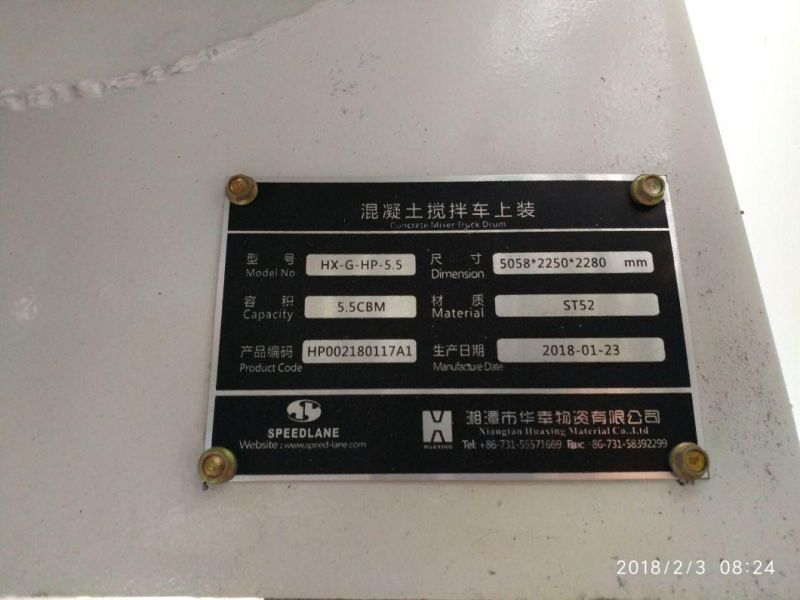 混凝土搅拌车上装
Concrete Mixer Truck Drum
型号 HX-G-HP-5.5 尺寸 5058*2250*2280 mm
Model No Dimension
容积 5.5CBM 材质 ST52
Capacity Material
产品编码 HP002180117A1 生产日期 2018-01-23
Product Code Manufacture Date
SPEEDLANE
Website : www.speed-lane.com
HUAXING
湘潭市华幸物资有限公司
Xiangtan Huaxing Material Co.,Ltd
Tel: +86-731-55571669 Fax: +86-731-58392299
2018/2/3 08:24